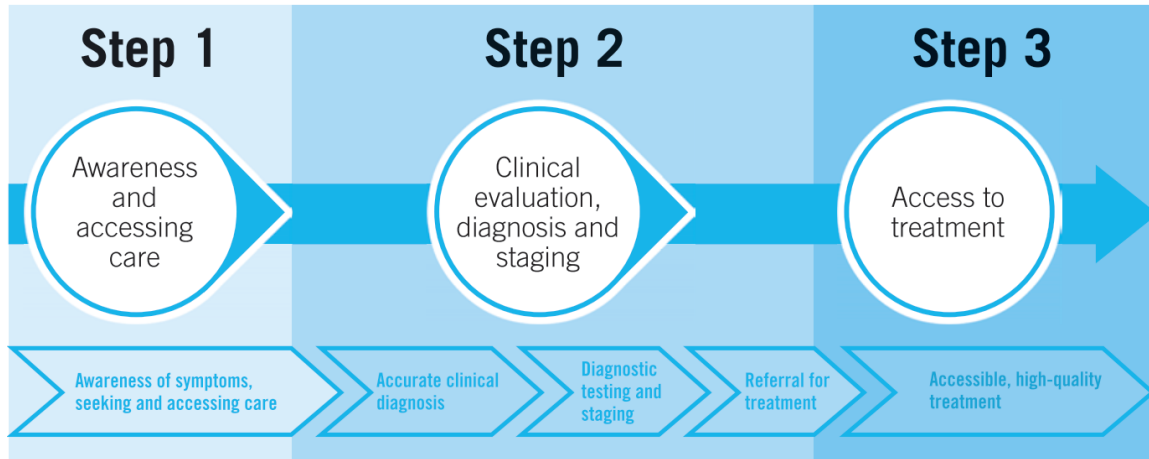 Step 1
Step 2
Step 3
Awareness
and
accessing
care
Clinical
evaluation,
diagnosis and
staging
Access to
treatment
Awareness of symptoms,
seeking and accessing care
Accurate clinical
diagnosis
Diagnostic
testing and
staging
Referral for
treatment
Accessible, high-quality
treatment